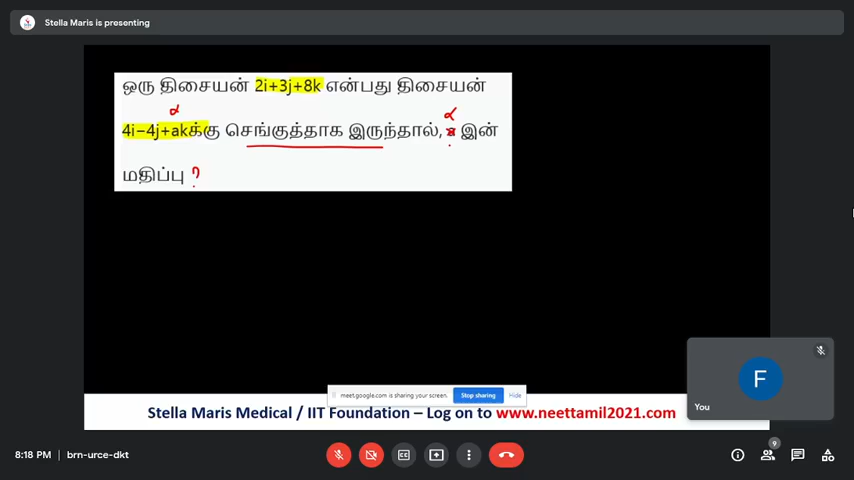 Stella Maris is presenting
ஒரு திசையன் 2i+3j+8k என்பது திசையன்
α
α
4i−4j+akக்கு செங்குத்தாக இருந்தால், இன்
மதிப்பு ?
meet.google.com is sharing your screen. Stop sharing Hide
F
You
Stella Maris Medical / IIT Foundation – Log on to www.neettamil2021.com
8:18 PM | brn-urce-dkt
9